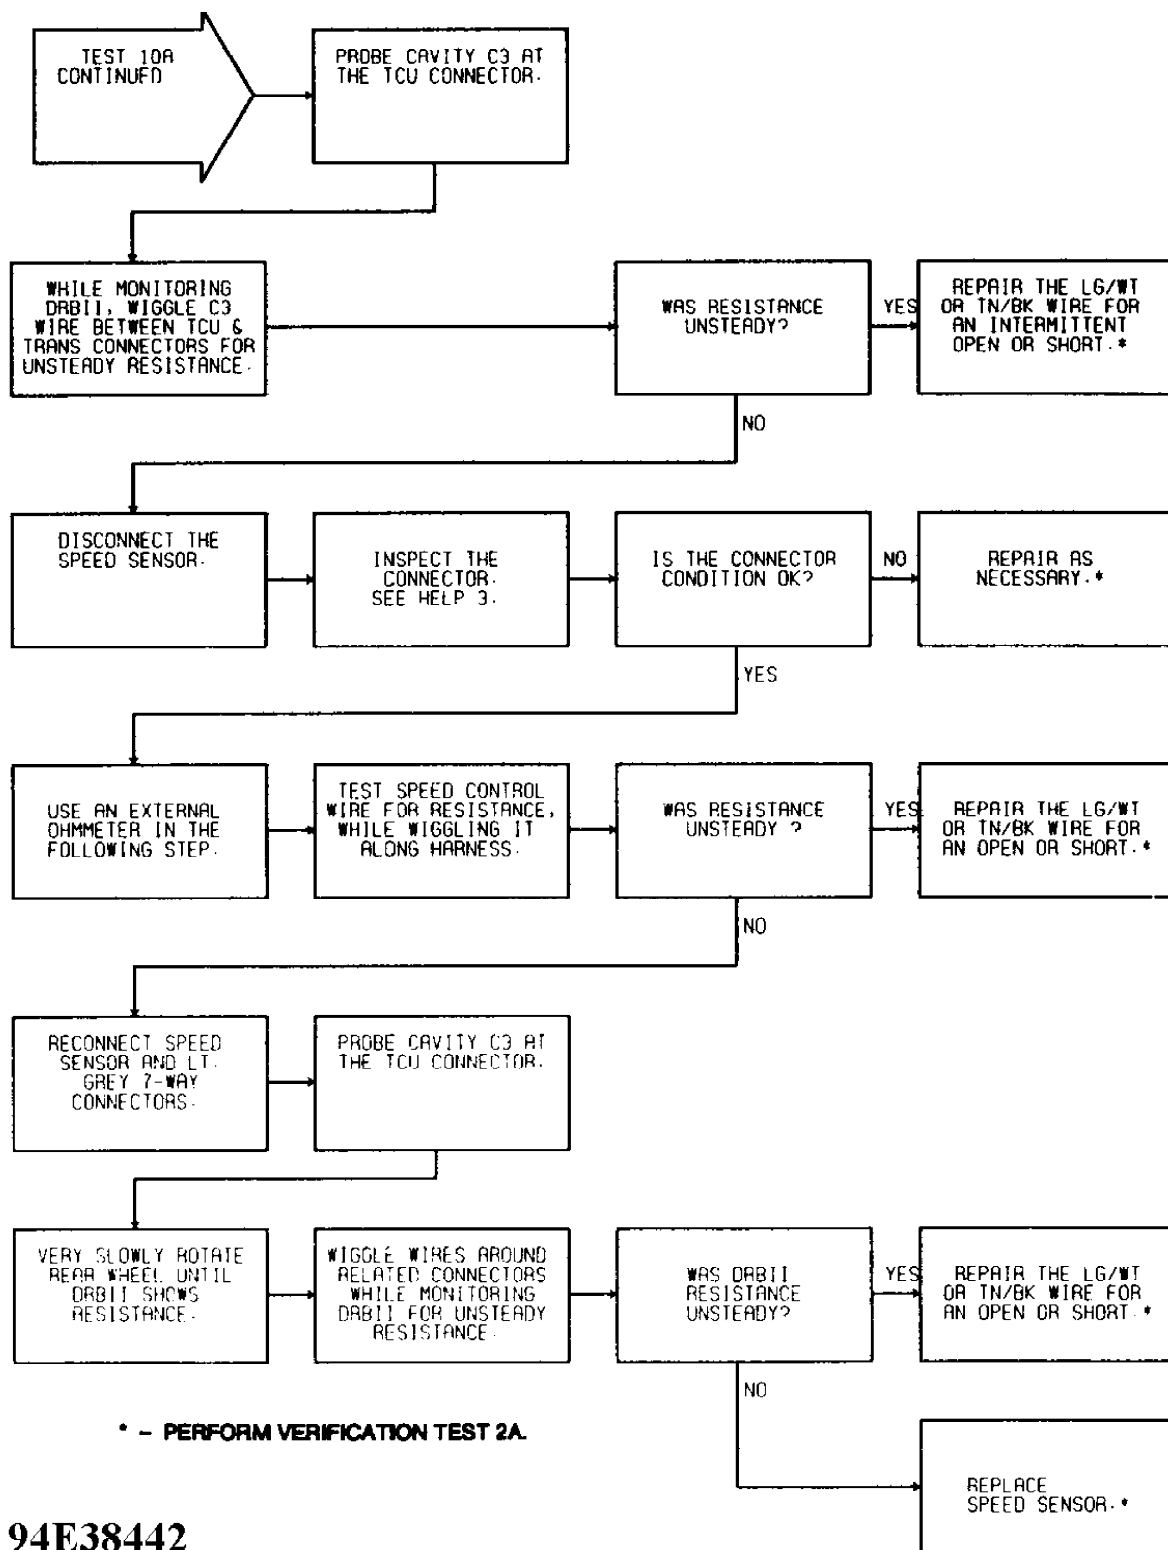 TEST 10A
CONTINUED
PROBE CAVITY C3 AT
THE TCU CONNECTOR.
WHILE MONITORING
DRBII, WIGGLE C3
WIRE BETWEEN TCU &
TRANS CONNECTORS FOR
UNSTEADY RESISTANCE.
WAS RESISTANCE
UNSTEADY?
YES
REPAIR THE LG/WT
OR TN/BK WIRE FOR
AN INTERMITTENT
OPEN OR SHORT.*
NO
DISCONNECT THE
SPEED SENSOR.
INSPECT THE
CONNECTOR.
SEE HELP 3.
IS THE CONNECTOR
CONDITION OK?
NO
REPAIR AS
NECESSARY.*
YES
USE AN EXTERNAL
OHMMETER IN THE
FOLLOWING STEP.
TEST SPEED CONTROL
WIRE FOR RESISTANCE,
WHILE WIGGLING IT
ALONG HARNESS.
WAS RESISTANCE
UNSTEADY ?
YES
REPAIR THE LG/WT
OR TN/BK WIRE FOR
AN OPEN OR SHORT.*
NO
RECONNECT SPEED
SENSOR AND LT.
GREY 7-WAY
CONNECTORS.
PROBE CAVITY C3 AT
THE TCU CONNECTOR.
VERY SLOWLY ROTATE
REAR WHEEL UNTIL
DRBII SHOWS
RESISTANCE.
WIGGLE WIRES AROUND
RELATED CONNECTORS
WHILE MONITORING
DRBII FOR UNSTEADY
RESISTANCE.
WAS DRBII
RESISTANCE
UNSTEADY?
YES
REPAIR THE LG/WT
OR TN/BK WIRE FOR
AN OPEN OR SHORT.*
NO
REPLACE
SPEED SENSOR.*
* - PERFORM VERIFICATION TEST 2A.
94E38442